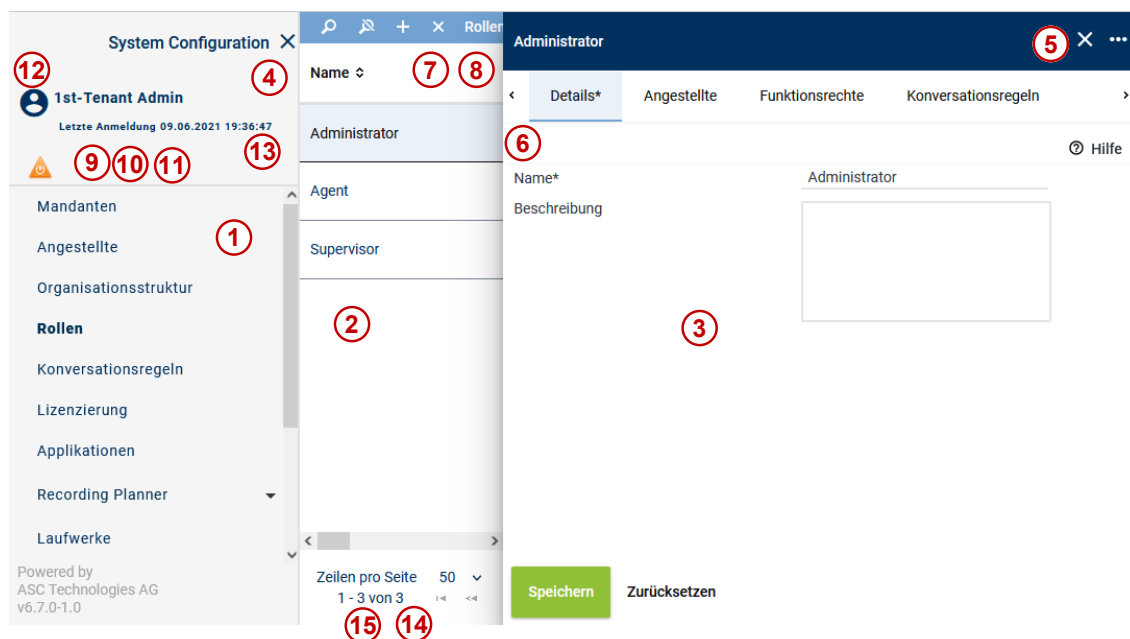 System Configuration
12
4
1st-Tenant Admin
Letzte Anmeldung 09.06.2021 19:36:47
9
10
11
13
Mandanten
1
Angestellte
Organisationsstruktur
Rollen
Konversationsregeln
Lizenzierung
Applikationen
Recording Planner
Laufwerke
Powered by
ASC Technologies AG
v6.7.0-1.0
Rollen
Name
7
8
Administrator
Agent
Supervisor
2
Zeilen pro Seite 50
1 - 3 von 3
15
14
Administrator
5
Details*
Angestellte
Funktionsrechte
Konversationsregeln
6
Hilfe
Name*
Administrator
Beschreibung
3
Speichern
Zurücksetzen